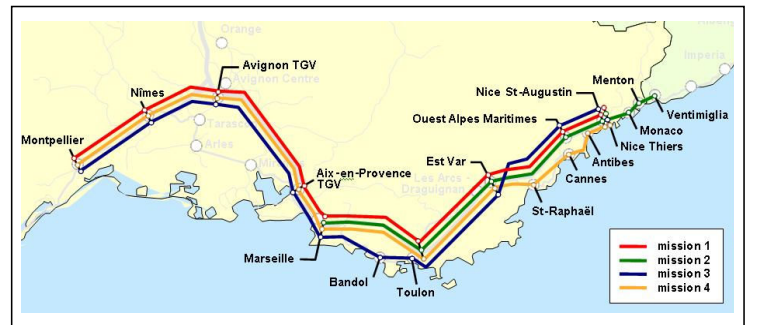 Orange
Avignon TGV
Avignon Centre
Nîmes
Tarasc
Arles
Mi
Montpellier
Aix-en-Provence
TGV
Marseille
Bandol
Toulon
Les Arcs -
Draguignan
Est Var
Ouest Alpes Maritimes
Nice St-Augustin
Menton
Imperia
Ventimiglia
Monaco
Nice Thiers
Antibes
Cannes
St-Raphaël
mission 1
mission 2
mission 3
mission 4